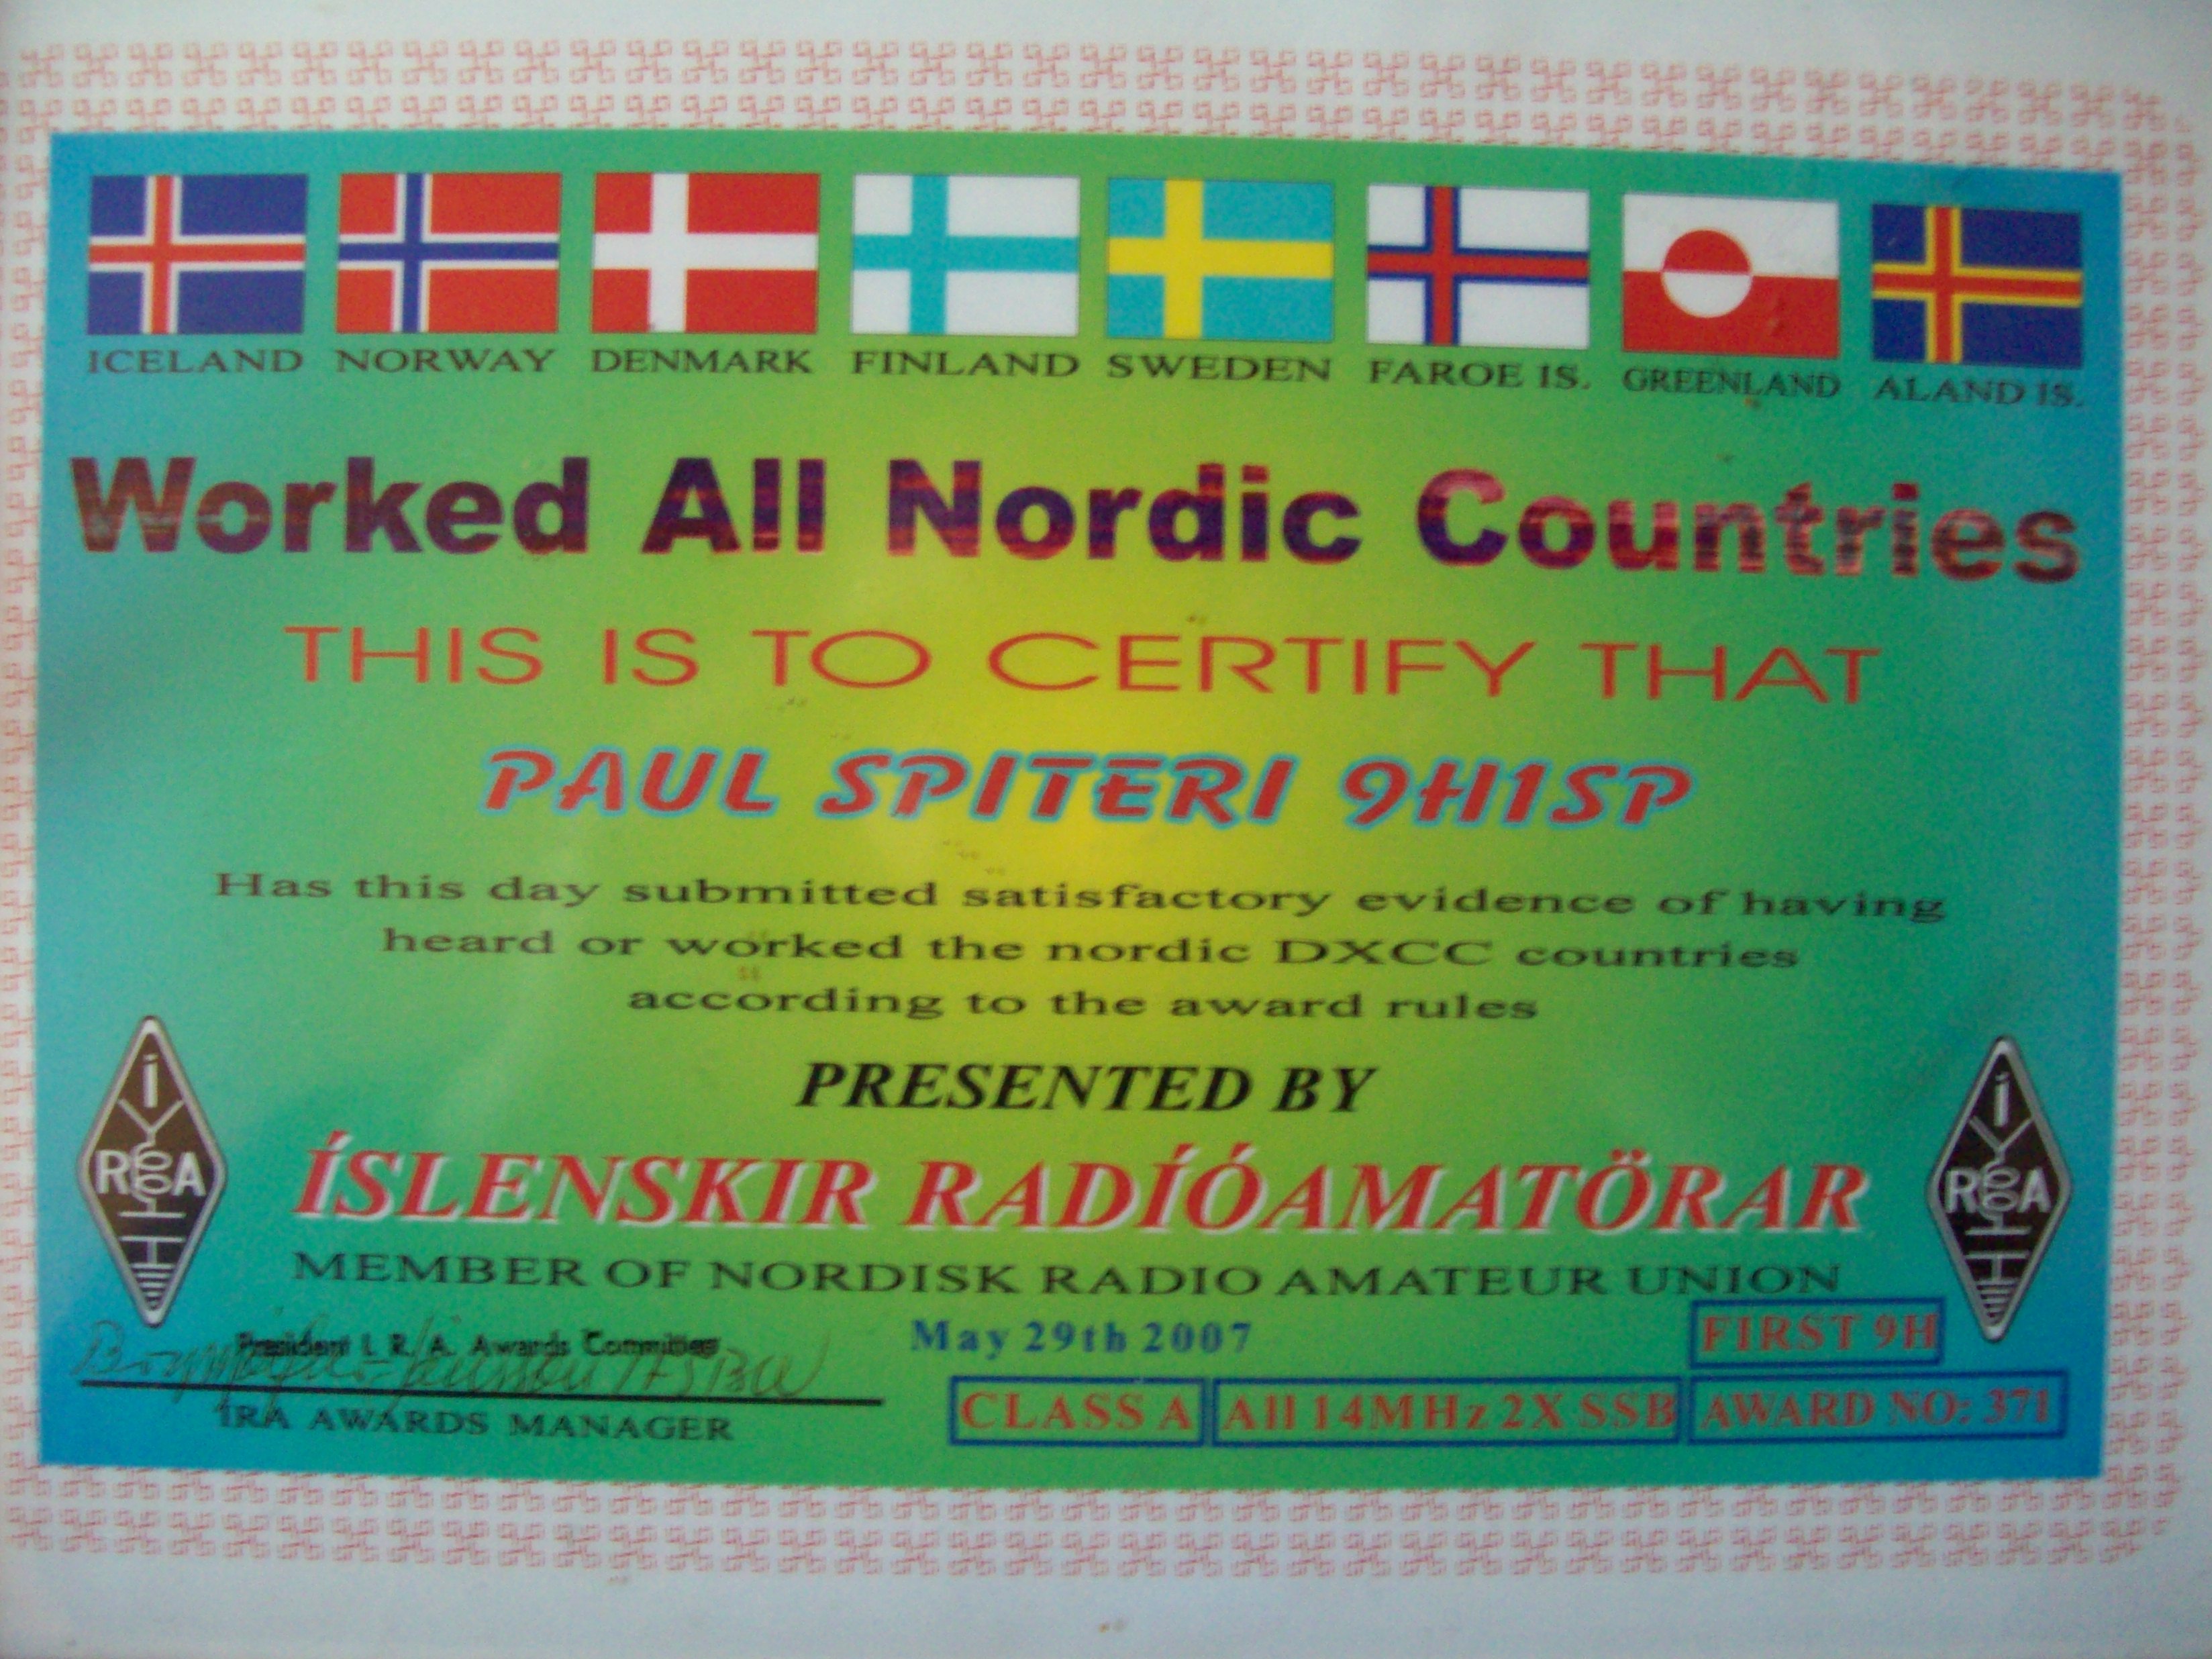 ICELAND NORWAY DENMARK FINLAND SWEDEN FAROE IS. GREENLAND ALAND IS.
Worked All Nordic Countries
THIS IS TO CERTIFY THAT
PAUL SPITERI 9H1SP
Has this day submitted satisfactory evidence of having
heard or worked the nordic DXCC countries
according to the award rules
PRESENTED BY
ÍSLENSKIR RADÍÓAMATÖRAR
MEMBER OF NORDISK RADIO AMATEUR UNION
Í
R A
Í
R A
President I. R. A. Awards Committee
May 29th 2007
FIRST 9H
IRA AWARDS MANAGER
CLASS A
All 14MHz 2X SSB
AWARD NO: 371